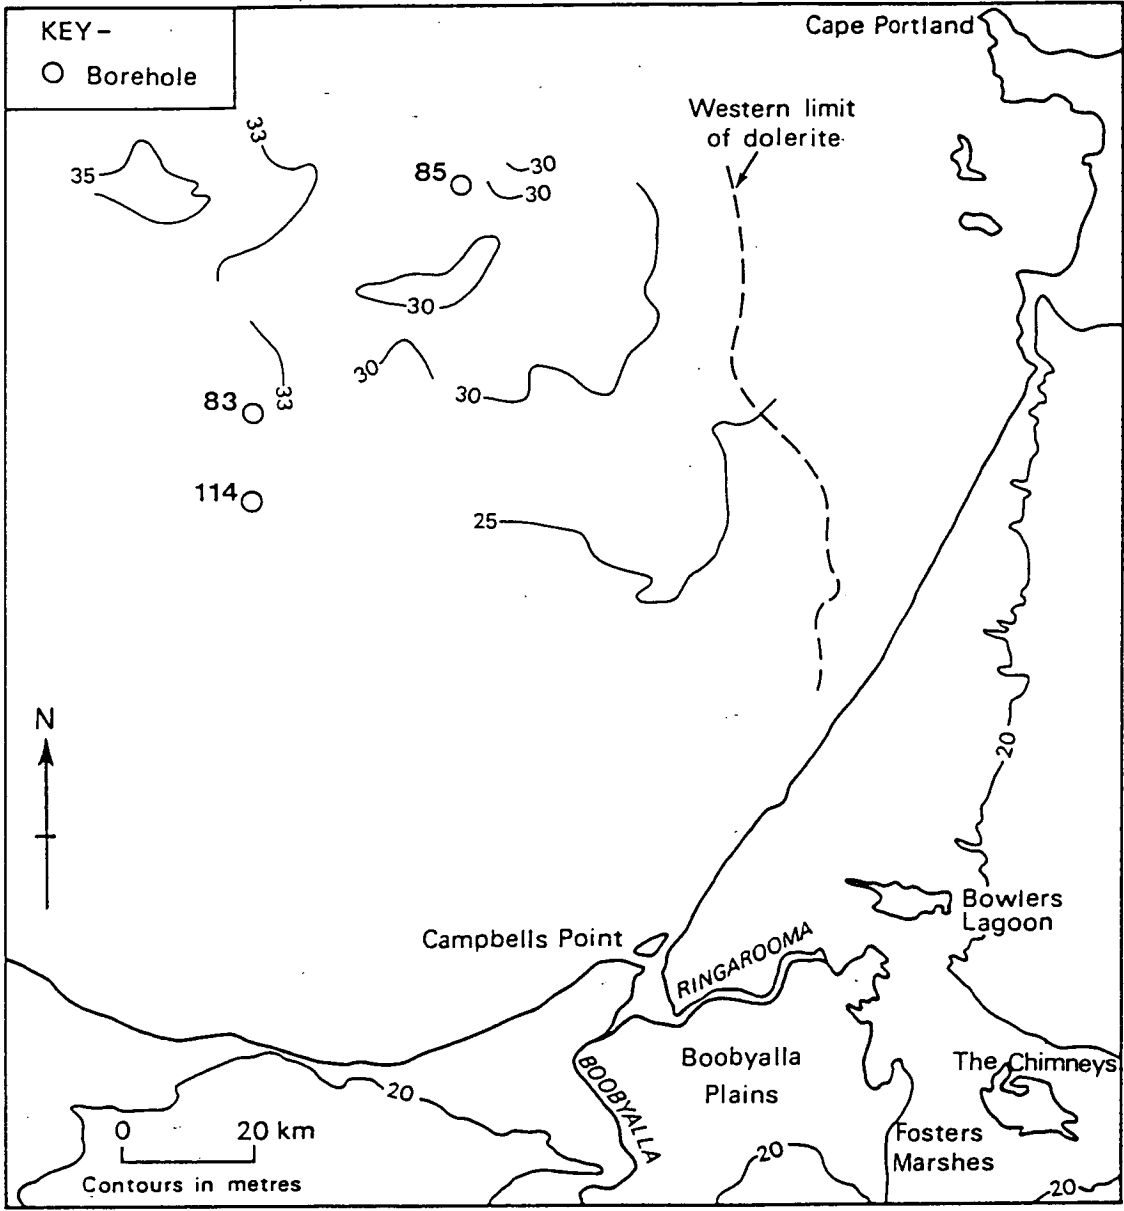 KEY-
Borehole
Cape Portland
Western limit
of dolerite
33
35
85
30
30
30
30
33
30
83
114
25
N
20
Bowlers
Lagoon
Campbells Point
RINGAROOMA
BOOBYALLA
Boobyalla
Plains
The Chimneys
20
0 20 km
Contours in metres
Fosters
Marshes
20
20